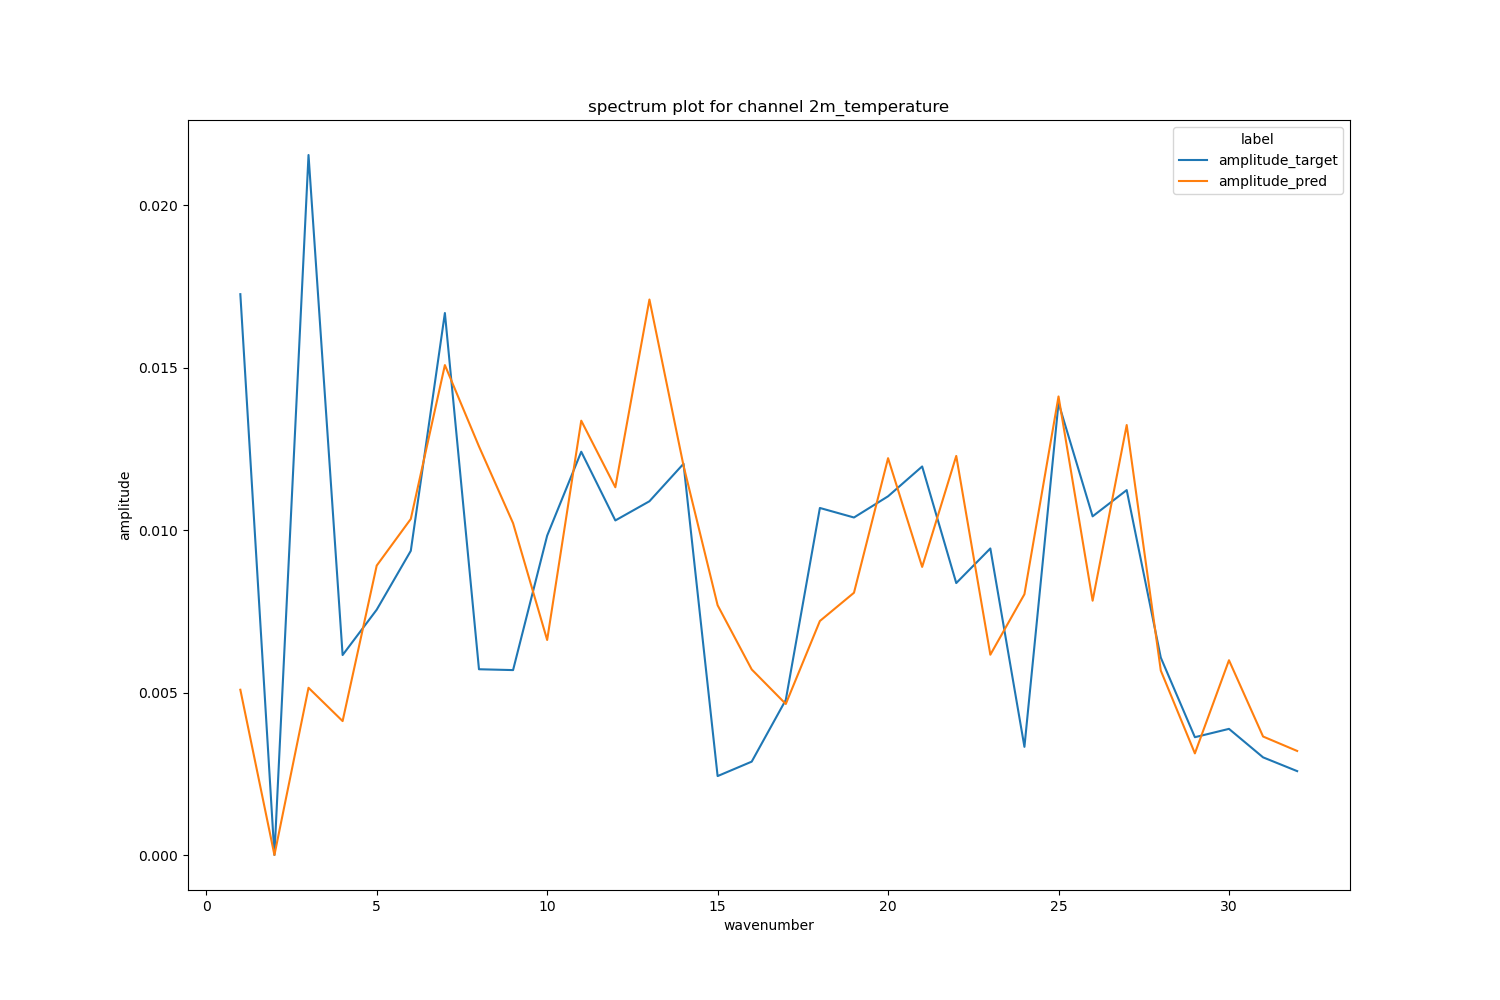 spectrum plot for channel 2m_temperature
label
amplitude_target
amplitude_pred
amplitude
0.020
0.015
0.010
0.005
0.000
0 5 10 15 20 25 30
wavenumber